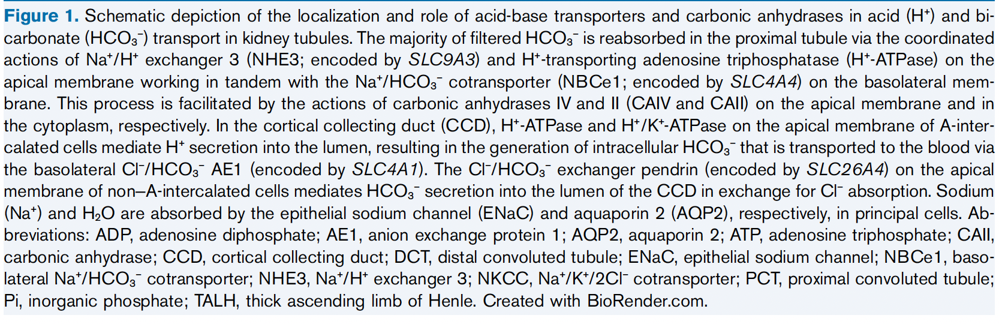 Figure 1. Schematic depiction of the localization and role of acid-base transporters and carbonic anhydrases in acid (H⁺) and bi-
carbonate (HCO₃⁻) transport in kidney tubules. The majority of filtered HCO₃⁻ is reabsorbed in the proximal tubule via the coordinated
actions of Na⁺/H⁺ exchanger 3 (NHE3; encoded by SLC9A3) and H⁺-transporting adenosine triphosphatase (H⁺-ATPase) on the
apical membrane working in tandem with the Na⁺/HCO₃⁻ cotransporter (NBCe1; encoded by SLC4A4) on the basolateral mem-
brane. This process is facilitated by the actions of carbonic anhydrases IV and II (CAIV and CAII) on the apical membrane and in
the cytoplasm, respectively. In the cortical collecting duct (CCD), H⁺-ATPase and H⁺/K⁺-ATPase on the apical membrane of A-inter-
calated cells mediate H⁺ secretion into the lumen, resulting in the generation of intracellular HCO₃⁻ that is transported to the blood via
the basolateral Cl⁻/HCO₃⁻ AE1 (encoded by SLC4A1). The Cl⁻/HCO₃⁻ exchanger pendrin (encoded by SLC26A4) on the apical
membrane of non–A-intercalated cells mediates HCO₃⁻ secretion into the lumen of the CCD in exchange for Cl⁻ absorption. Sodium
(Na⁺) and H₂O are absorbed by the epithelial sodium channel (ENaC) and aquaporin 2 (AQP2), respectively, in principal cells. Ab-
breviations: ADP, adenosine diphosphate; AE1, anion exchange protein 1; AQP2, aquaporin 2; ATP, adenosine triphosphate; CAII,
carbonic anhydrase; CCD, cortical collecting duct; DCT, distal convoluted tubule; ENaC, epithelial sodium channel; NBCe1, baso-
lateral Na⁺/HCO₃⁻ cotransporter; NHE3, Na⁺/H⁺ exchanger 3; NKCC, Na⁺/K⁺/2Cl⁻ cotransporter; PCT, proximal convoluted tubule;
Pi, inorganic phosphate; TALH, thick ascending limb of Henle. Created with BioRender.com.